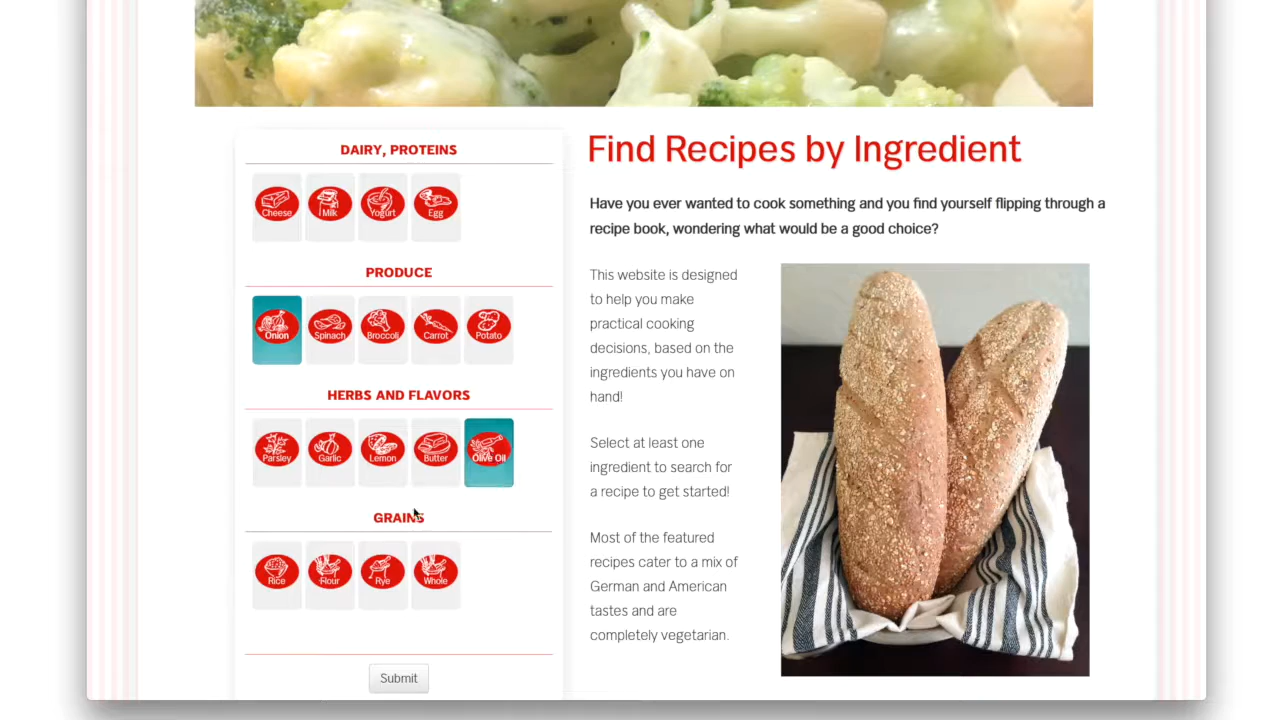 DAIRY, PROTEINS
Cheese Milk Yogurt Egg
PRODUCE
Onion Spinach Broccoli Carrot Potato
HERBS AND FLAVORS
Parsley Garlic Lemon Butter Olive Oil
GRAINS
Rice Flour Rye Whole
Submit
Find Recipes by Ingredient
Have you ever wanted to cook something and you find yourself flipping through a
recipe book, wondering what would be a good choice?
This website is designed
to help you make
practical cooking
decisions, based on the
ingredients you have on
hand!
Select at least one
ingredient to search for
a recipe to get started!
Most of the featured
recipes cater to a mix of
German and American
tastes and are
completely vegetarian.